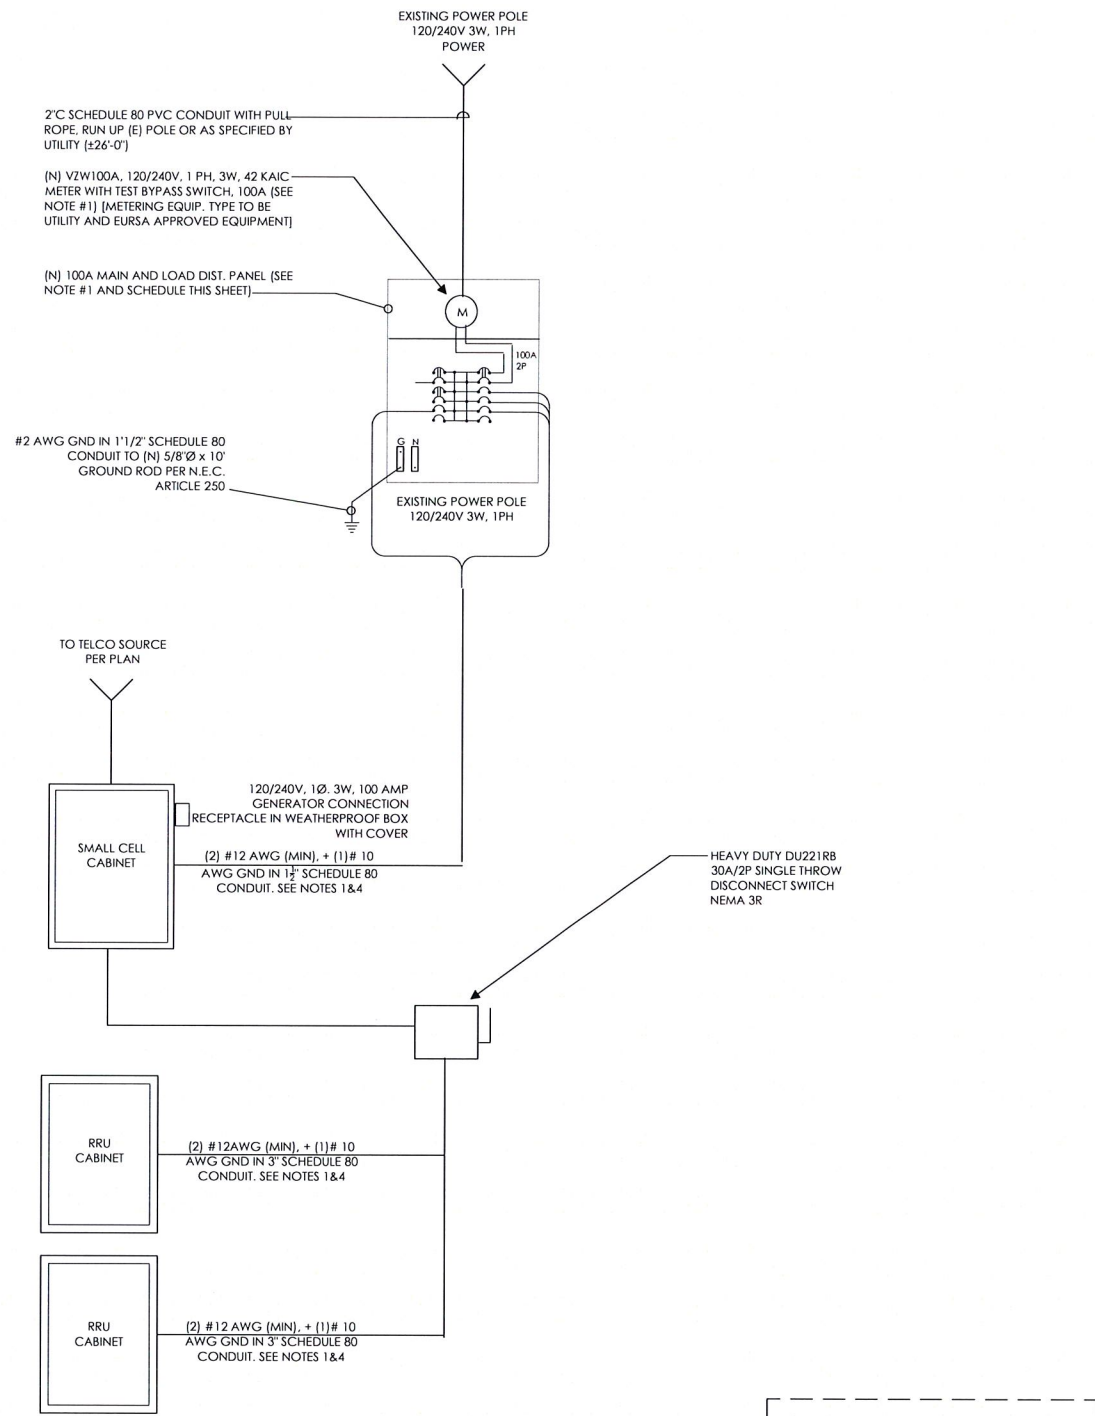 EXISTING POWER POLE
120/240V 3W, 1PH
POWER
2"C SCHEDULE 80 PVC CONDUIT WITH PULL
ROPE, RUN UP (E) POLE OR AS SPECIFIED BY
UTILITY (±26'-0")
(N) VZW100A, 120/240V, 1 PH, 3W, 42 KAIC
METER WITH TEST BYPASS SWITCH, 100A (SEE
NOTE #1) [METERING EQUIP. TYPE TO BE
UTILITY AND EURSA APPROVED EQUIPMENT]
(N) 100A MAIN AND LOAD DIST. PANEL (SEE
NOTE #1 AND SCHEDULE THIS SHEET)
M
100A
2P
G N
#2 AWG GND IN 1'1/2" SCHEDULE 80
CONDUIT TO (N) 5/8"Ø x 10'
GROUND ROD PER N.E.C.
ARTICLE 250
EXISTING POWER POLE
120/240V 3W, 1PH
TO TELCO SOURCE
PER PLAN
120/240V, 1Ø. 3W, 100 AMP
GENERATOR CONNECTION
RECEPTACLE IN WEATHERPROOF BOX
WITH COVER
SMALL CELL
CABINET
(2) #12 AWG (MIN), + (1)# 10
AWG GND IN 1½" SCHEDULE 80
CONDUIT. SEE NOTES 1&4
HEAVY DUTY DU221RB
30A/2P SINGLE THROW
DISCONNECT SWITCH
NEMA 3R
RRU
CABINET
(2) #12AWG (MIN), + (1)# 10
AWG GND IN 3" SCHEDULE 80
CONDUIT. SEE NOTES 1&4
RRU
CABINET
(2) #12 AWG (MIN), + (1)# 10
AWG GND IN 3" SCHEDULE 80
CONDUIT. SEE NOTES 1&4